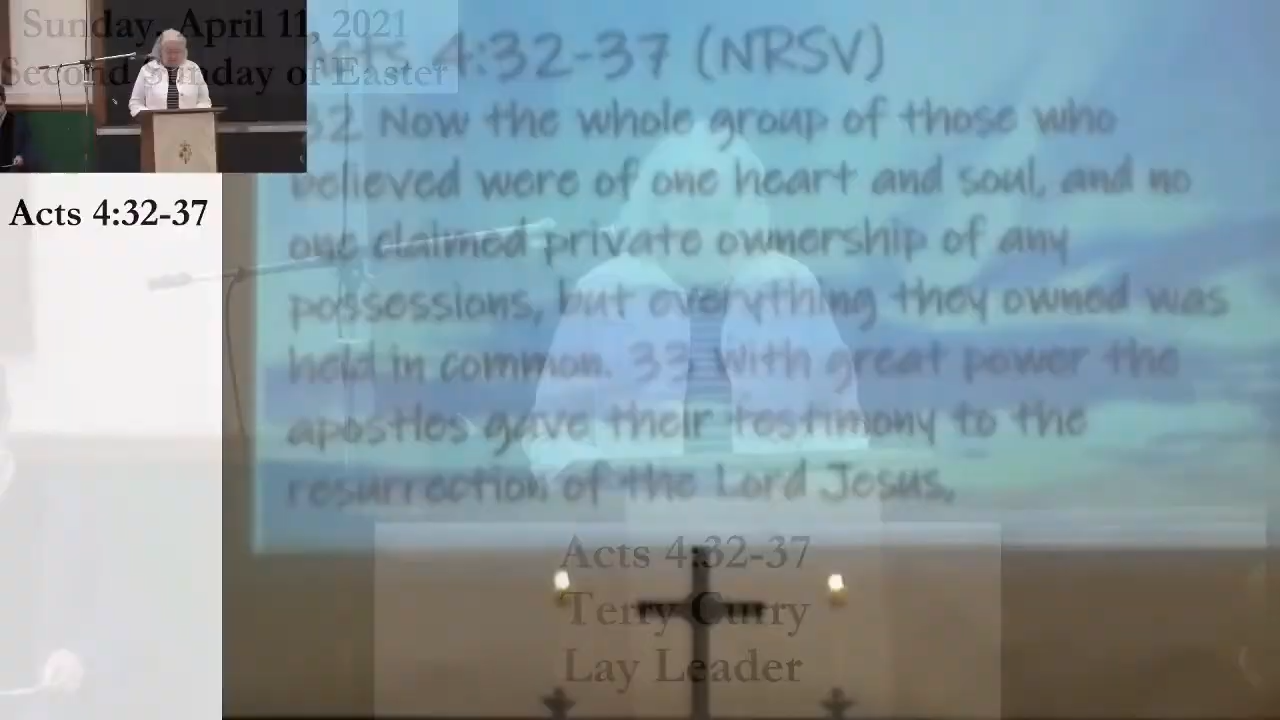 Sunday, April 11, 2021
Second Sunday of Easter
Acts 4:32-37 (NRSV)
32 Now the whole group of those who
believed were of one heart and soul, and no
one claimed private ownership of any
possessions, but everything they owned was
held in common. 33 With great power the
apostles gave their testimony to the
resurrection of the Lord Jesus,
Acts 4:32-37
Acts 4:32-37
Terry Curry
Lay Leader